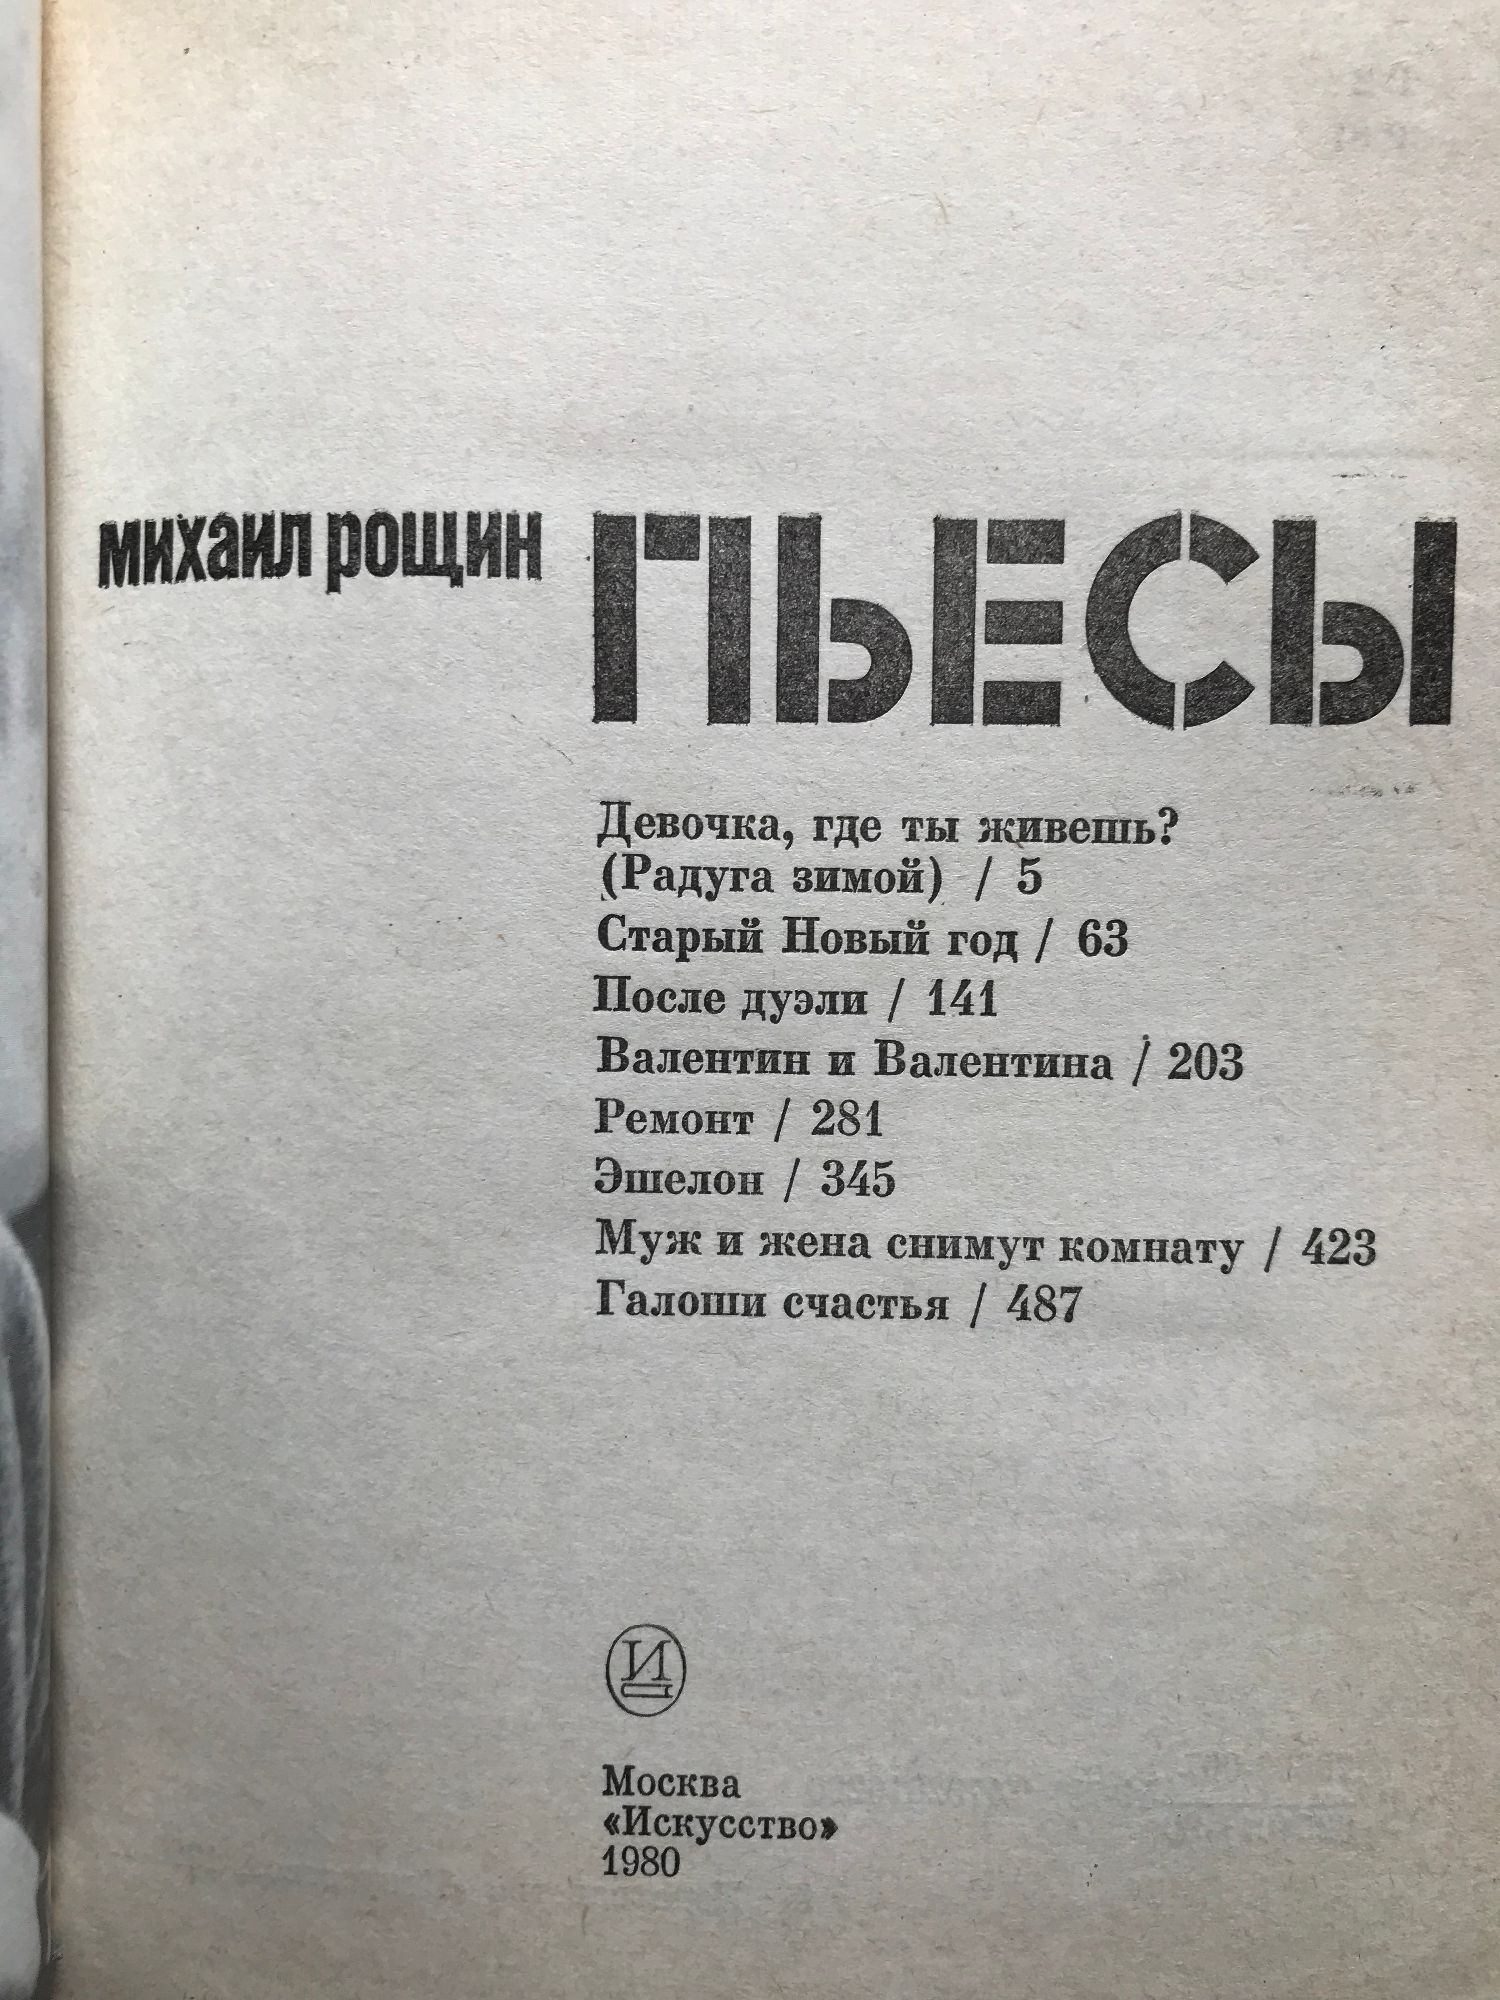 михаил рощин ПЬЕСЫ
Девочка, где ты живешь?
(Радуга зимой) / 5
Старый Новый год / 63
После дуэли / 141
Валентин и Валентина / 203
Ремонт / 281
Эшелон / 345
Муж и жена снимут комнату / 423
Галоши счастья / 487
И
Москва
«Искусство»
1980